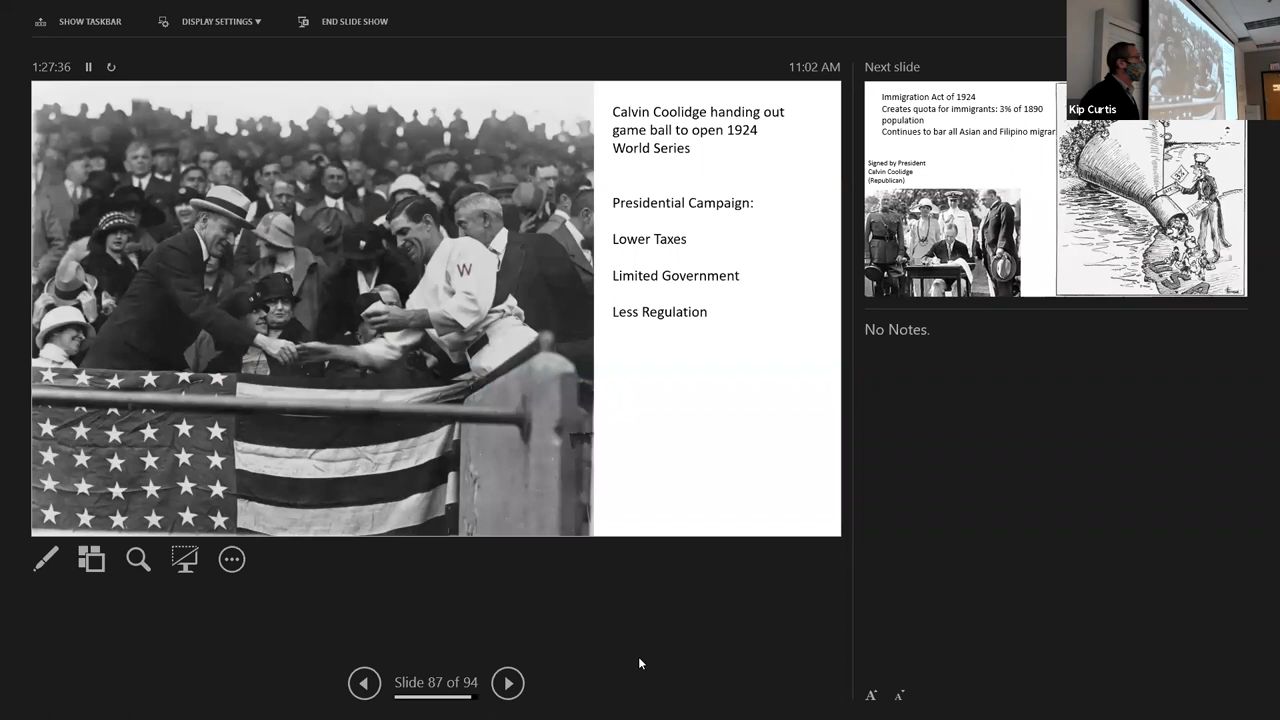 SHOW TASKBAR
DISPLAY SETTINGS ▼
END SLIDE SHOW
1:27:36
11:02 AM
Calvin Coolidge handing out
game ball to open 1924
World Series
Presidential Campaign:
Lower Taxes
Limited Government
Less Regulation
W
Next slide
Kip Curtis
Immigration Act of 1924
Creates quota for immigrants: 3% of 1890
population
Continues to bar all Asian and Filipino migrar
Signed by President
Calvin Coolidge
(Republican)
No Notes.
Slide 87 of 94
A
A